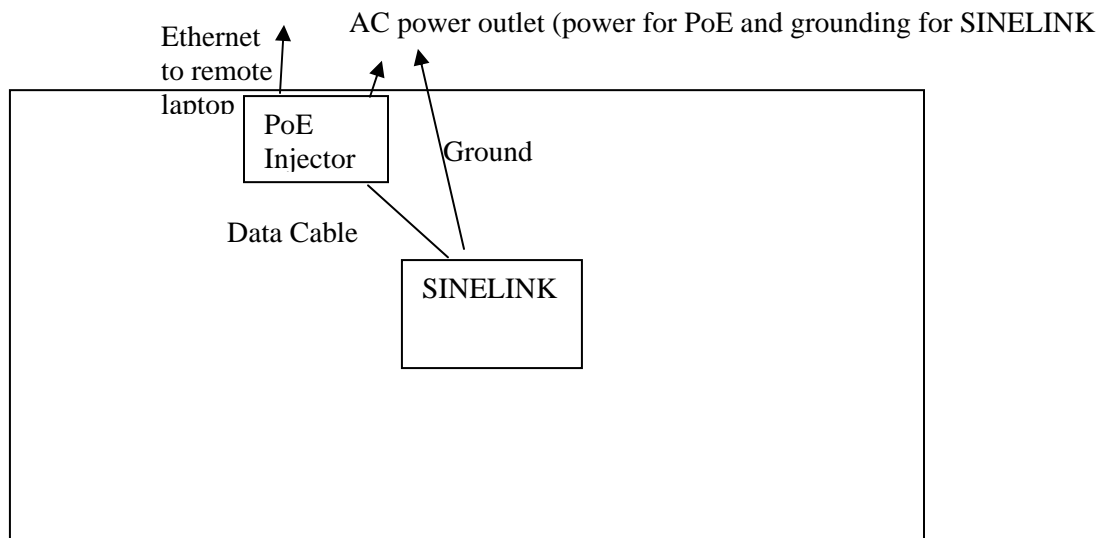 AC power outlet (power for PoE and grounding for SINELINK
Ethernet
to remote
laptop
PoE
Injector
Ground
Data Cable
SINELINK